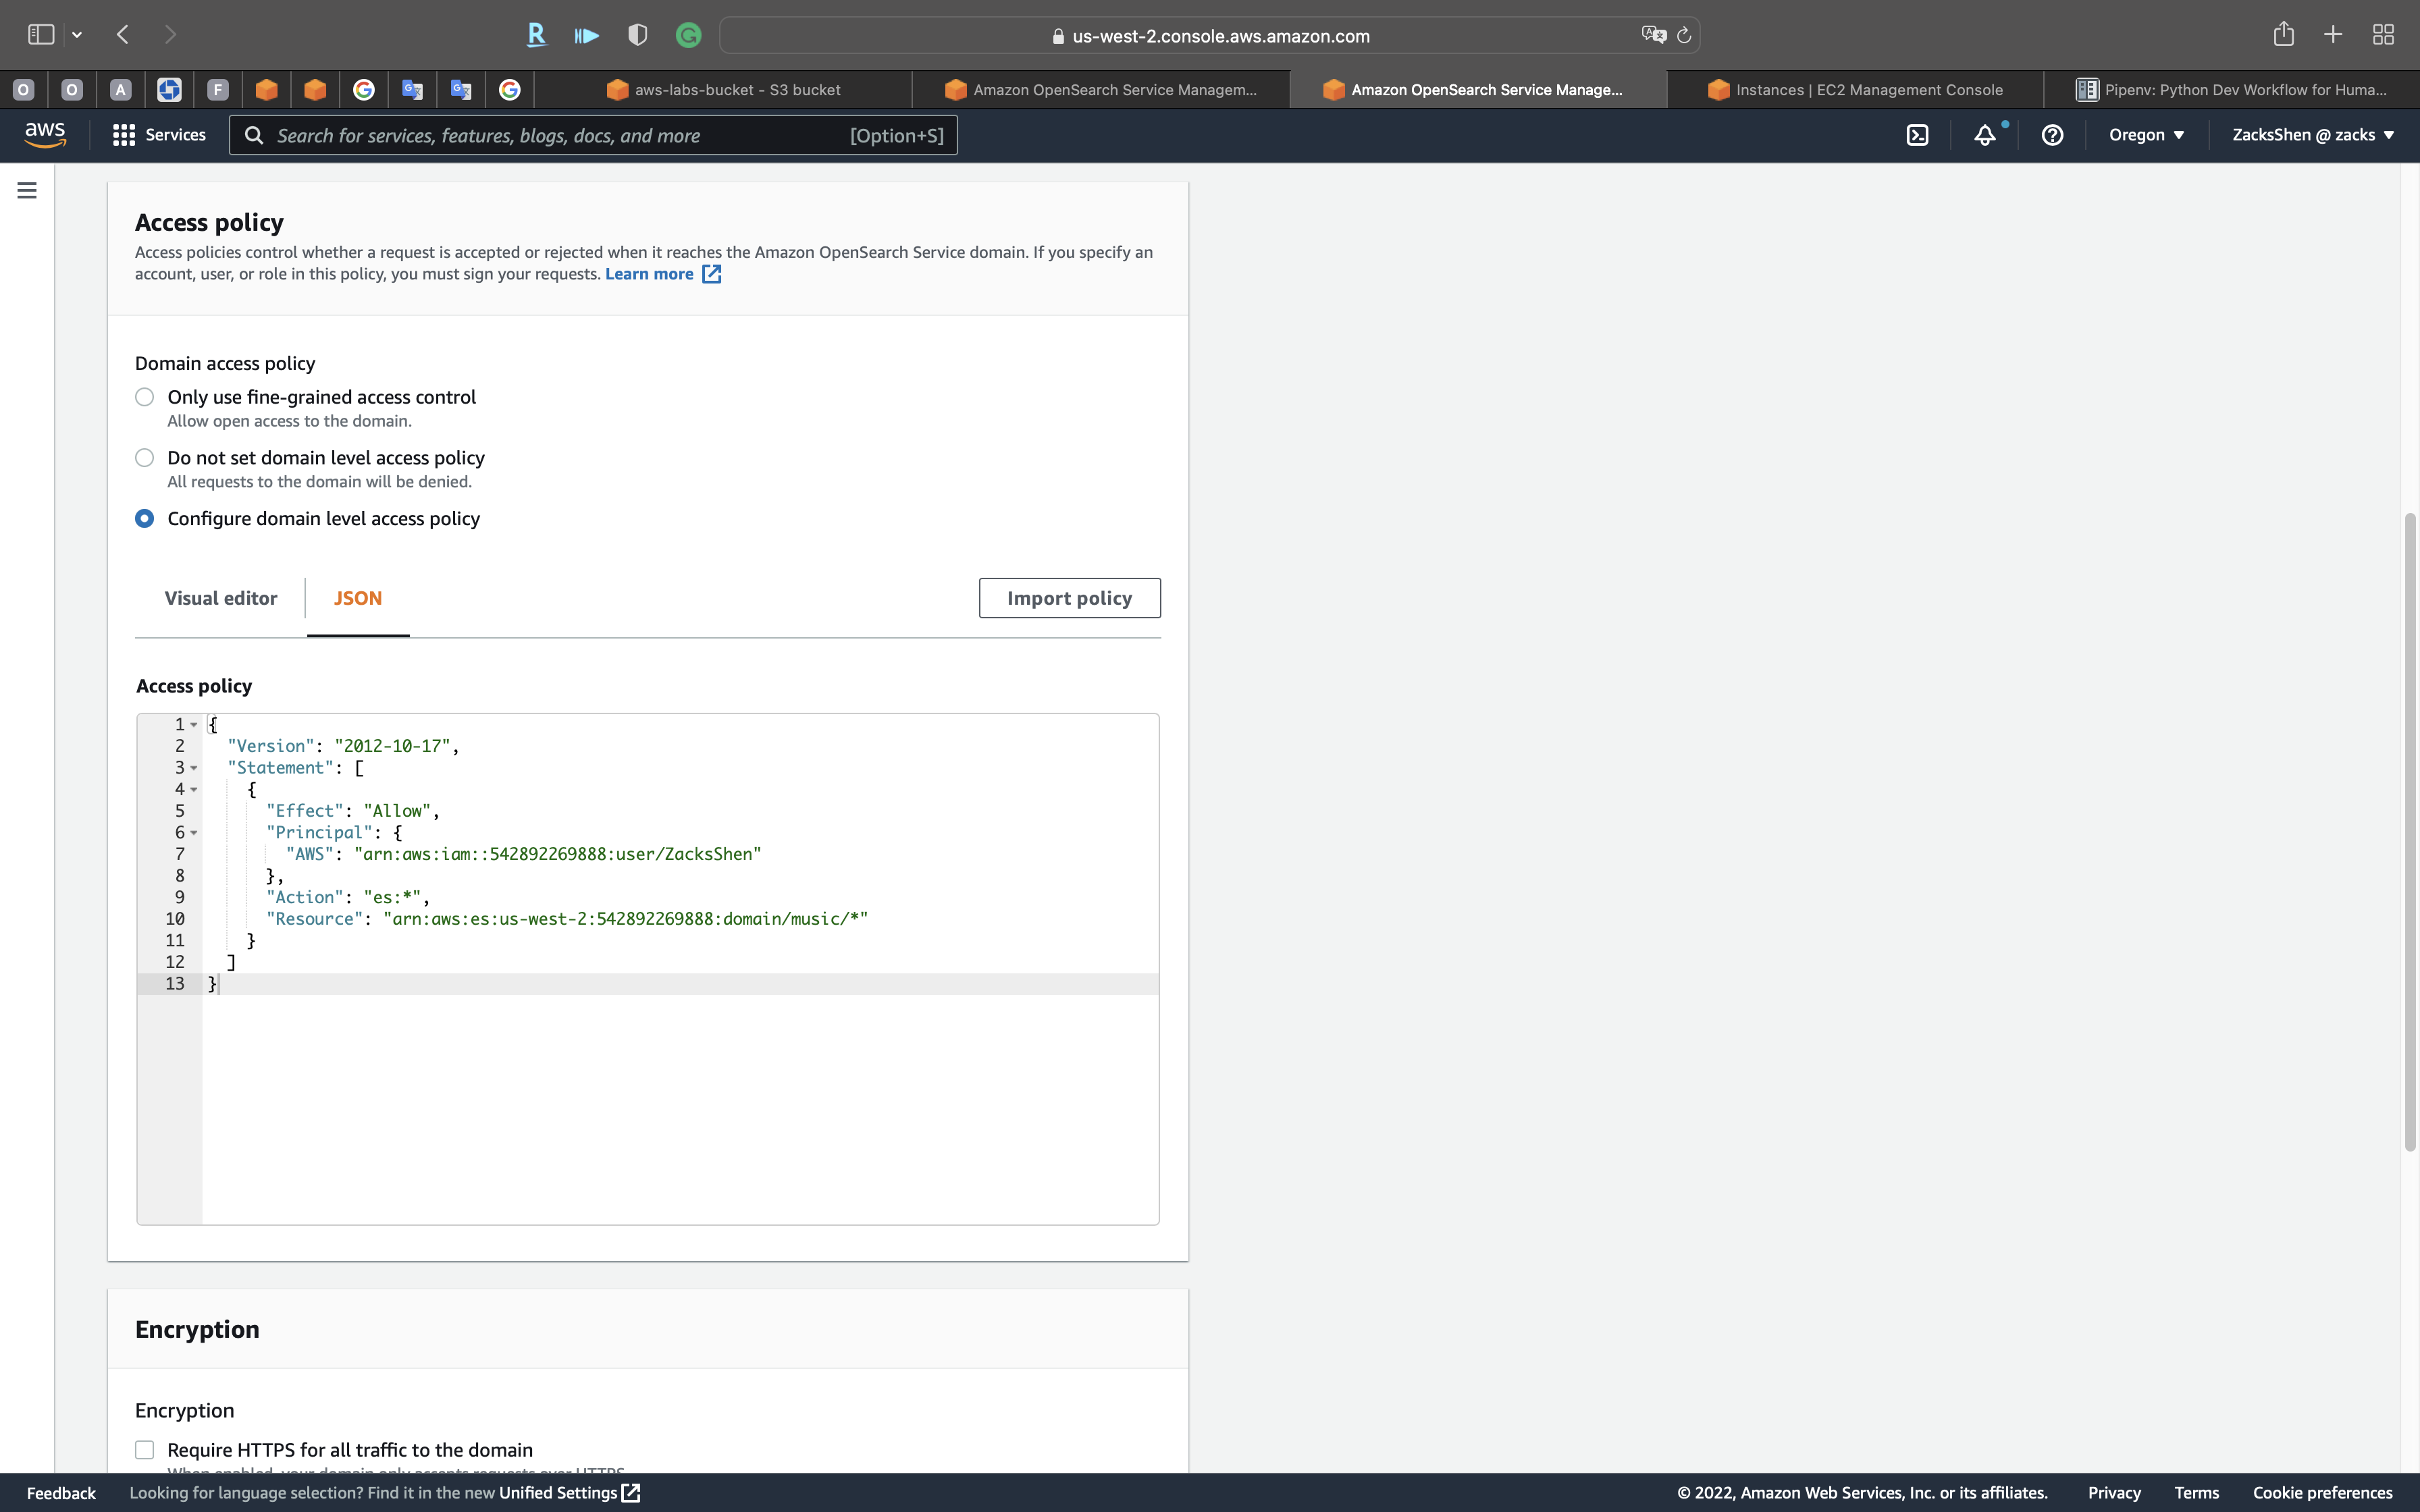 us-west-2.console.aws.amazon.com
O O A F aws-labs-bucket - S3 bucket Amazon OpenSearch Service Managem... Amazon OpenSearch Service Manage... Instances | EC2 Management Console Pipenv: Python Dev Workflow for Huma...
aws Services Search for services, features, blogs, docs, and more [Option+S] Oregon ZacksShen @ zacks
Access policy
Access policies control whether a request is accepted or rejected when it reaches the Amazon OpenSearch Service domain. If you specify an
account, user, or role in this policy, you must sign your requests. Learn more
Domain access policy
Only use fine-grained access control
Allow open access to the domain.
Do not set domain level access policy
All requests to the domain will be denied.
Configure domain level access policy
Visual editor JSON Import policy
Access policy
1 {
2 "Version": "2012-10-17",
3 "Statement": [
4 {
5 "Effect": "Allow",
6 "Principal": {
7 "AWS": "arn:aws:iam::542892269888:user/ZacksShen"
8 },
9 "Action": "es:*",
10 "Resource": "arn:aws:es:us-west-2:542892269888:domain/music/*"
11 }
12 ]
13 }
Encryption
Encryption
Require HTTPS for all traffic to the domain
When enabled, your domain only accepts requests over HTTPS.
Feedback Looking for language selection? Find it in the new Unified Settings © 2022, Amazon Web Services, Inc. or its affiliates. Privacy Terms Cookie preferences